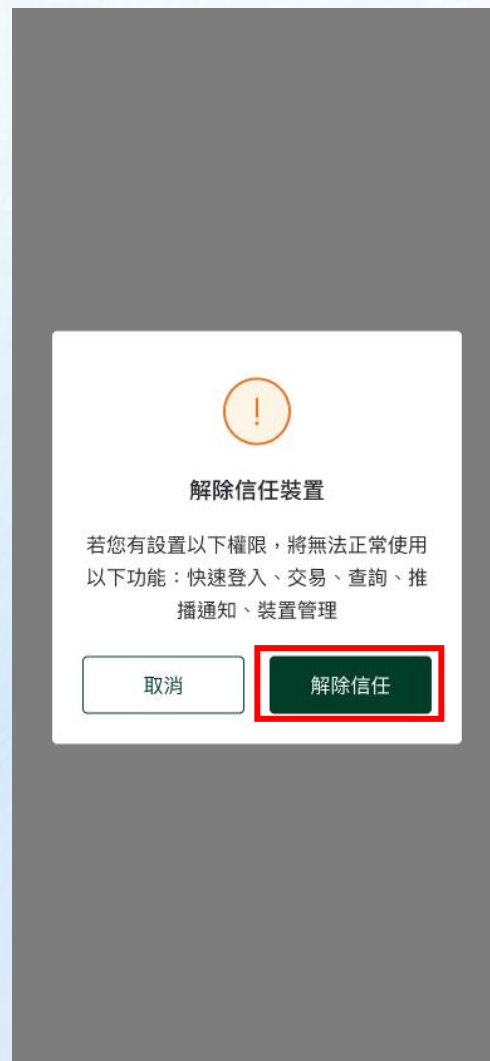 解除信任裝置
若您有設置以下權限，將無法正常使用
以下功能：快速登入、交易、查詢、推
播通知、裝置管理
取消
解除信任